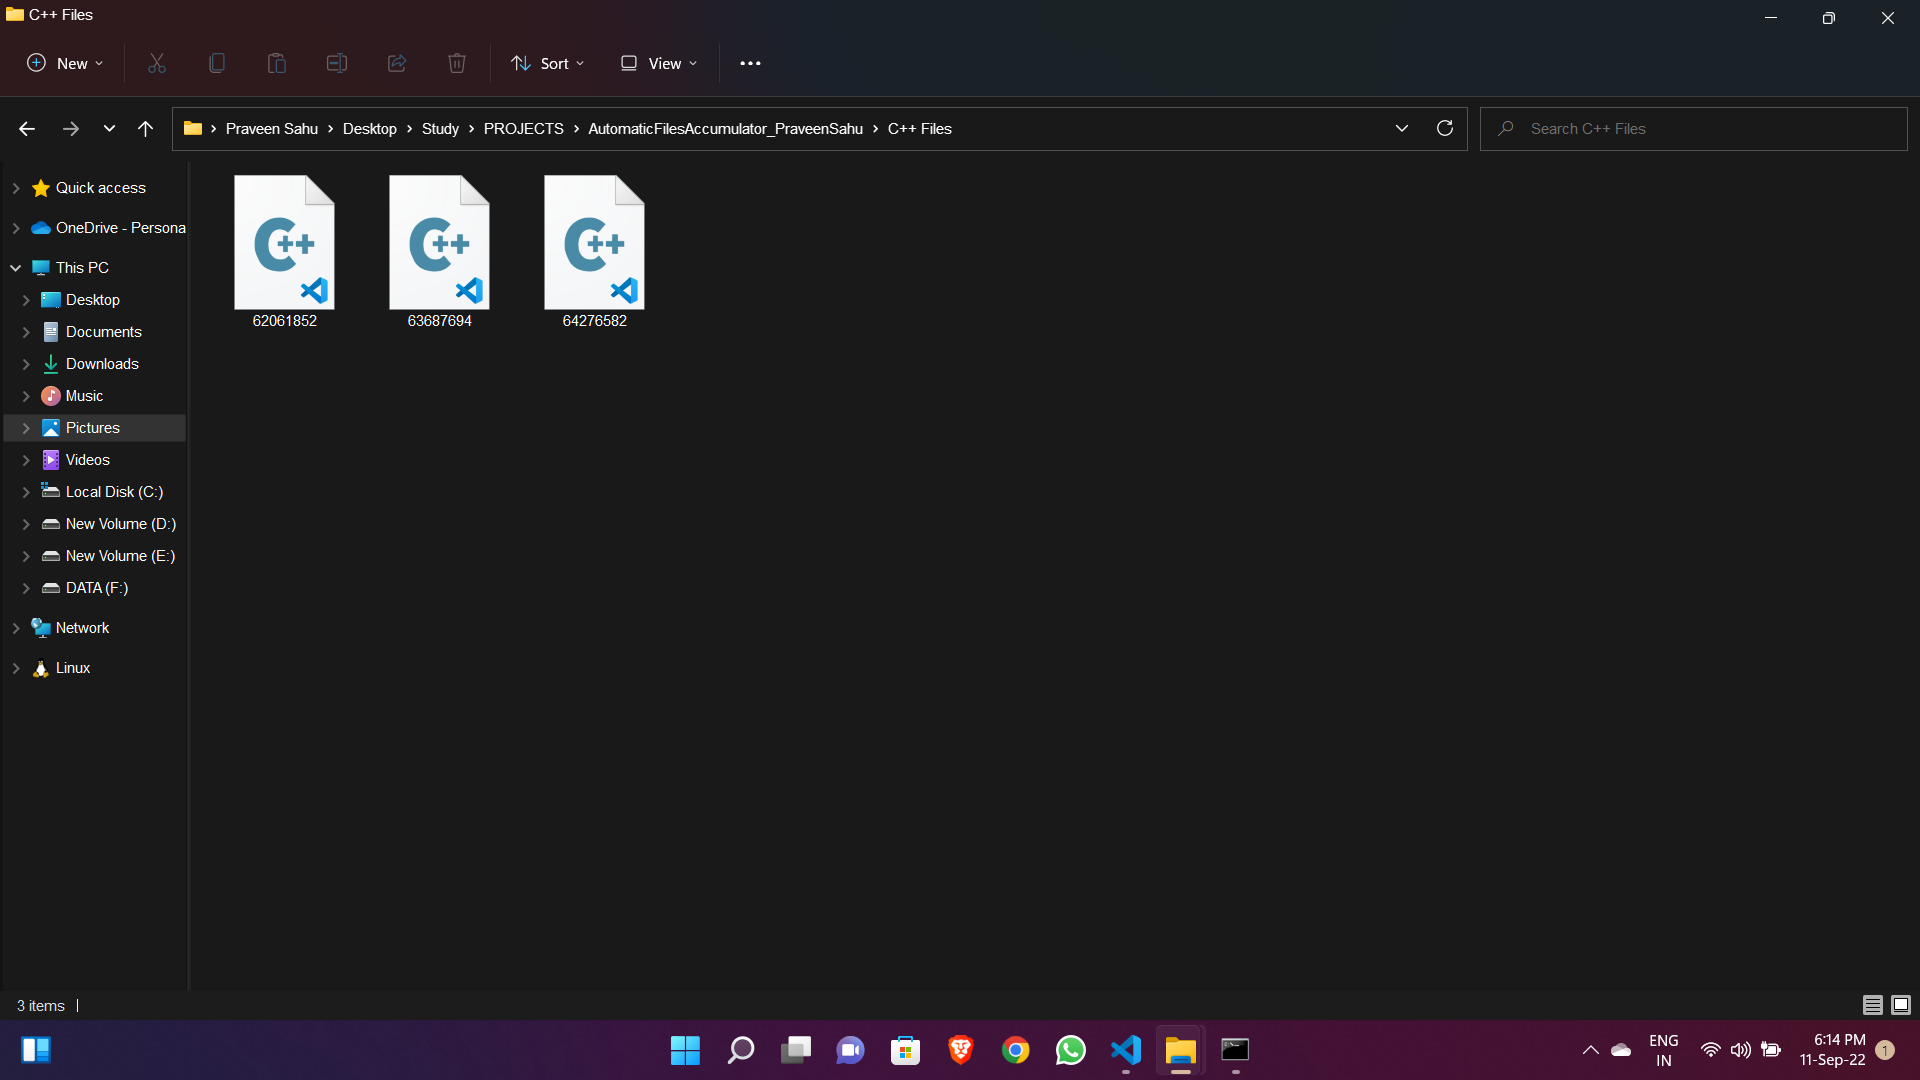 C++ Files
New
Sort
View
Praveen Sahu > Desktop > Study > PROJECTS > AutomaticFilesAccumulator_PraveenSahu > C++ Files
Search C++ Files
Quick access
OneDrive - Persona
This PC
Desktop
Documents
Downloads
Music
Pictures
Videos
Local Disk (C:)
New Volume (D:)
New Volume (E:)
DATA (F:)
Network
Linux
C++ C++ C++
62061852 63687694 64276582
3 items
ENG
IN
6:14 PM
11-Sep-22
1